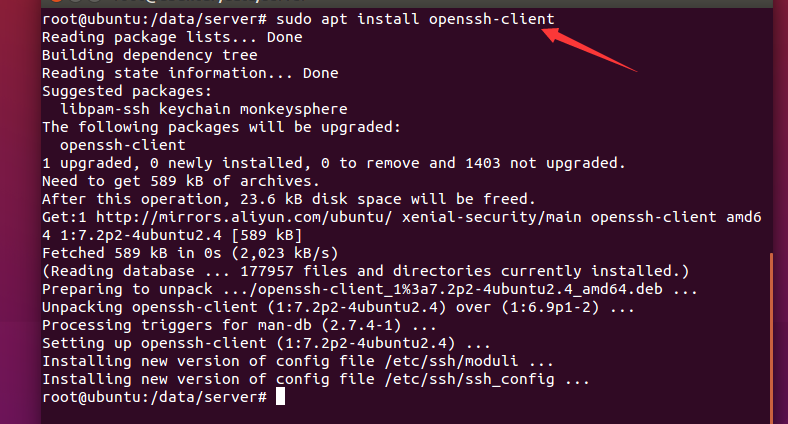 root@ubuntu:/data/server# sudo apt install openssh-client
Reading package lists... Done
Building dependency tree
Reading state information... Done
Suggested packages:
  libpam-ssh keychain monkeysphere
The following packages will be upgraded:
  openssh-client
1 upgraded, 0 newly installed, 0 to remove and 1403 not upgraded.
Need to get 589 kB of archives.
After this operation, 23.6 kB disk space will be freed.
Get:1 http://mirrors.aliyun.com/ubuntu/ xenial-security/main openssh-client amd6
4 1:7.2p2-4ubuntu2.4 [589 kB]
Fetched 589 kB in 0s (2,023 kB/s)
(Reading database ... 177957 files and directories currently installed.)
Preparing to unpack .../openssh-client_1%3a7.2p2-4ubuntu2.4_amd64.deb ...
Unpacking openssh-client (1:7.2p2-4ubuntu2.4) over (1:6.9p1-2) ...
Processing triggers for man-db (2.7.4-1) ...
Setting up openssh-client (1:7.2p2-4ubuntu2.4) ...
Installing new version of config file /etc/ssh/moduli ...
Installing new version of config file /etc/ssh/ssh_config ...
root@ubuntu:/data/server#